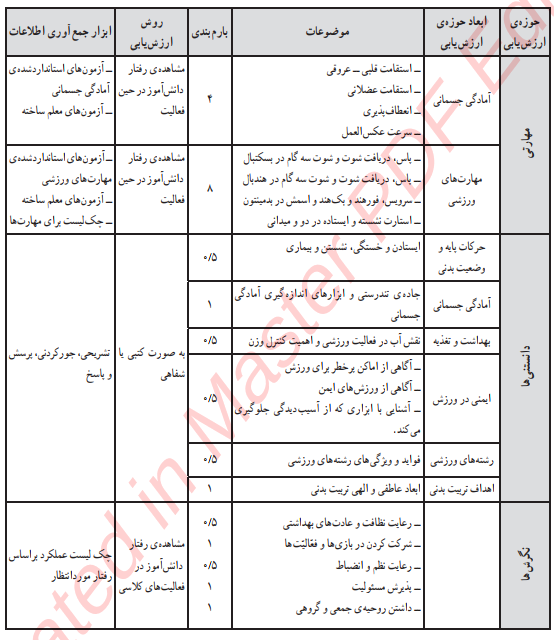 حوزه‌ی ارزش‌یابی | ابعاد حوزه‌ی ارزش‌یابی | موضوعات | بارم‌بندی | روش ارزش‌یابی | ابزار جمع‌آوری اطلاعات
مهارتی
آمادگی جسمانی
ـ استقامت قلبی ـ عروقی
ـ استقامت عضلانی
ـ انعطاف‌پذیری
ـ سرعت عکس‌العمل
۴
مشاهده‌ی رفتار
دانش‌آموز در حین
فعالیت
ـ آزمون‌های استانداردشده‌ی
آمادگی جسمانی
ـ آزمون‌های معلم ساخته
مهارت‌های
ورزشی
ـ پاس، دریافت شوت و شوت سه گام در بسکتبال
ـ پاس، دریافت شوت و شوت سه گام در هندبال
ـ سرویس، فورهند و بک‌هند و اسمش در بدمینتون
ـ استارت نشسته و ایستاده در دو و میدانی
۸
مشاهده‌ی رفتار
دانش‌آموز در حین
فعالیت
ـ آزمون‌های استانداردشده‌ی
مهارت‌های ورزشی
ـ آزمون‌های معلم ساخته
ـ چک‌لیست برای مهارت‌ها
دانستنی‌ها
حرکات پایه و
وضعیت بدنی
ایستادن و خستگی، نشستن و بیماری
۰/۵
آمادگی جسمانی
جاده‌ی تندرستی و ابزارهای اندازه‌گیری آمادگی
جسمانی
۱
بهداشت و تغذیه
نقش آب در فعالیت ورزشی و اهمیت کنترل وزن
۰/۵
ایمنی در ورزش
ـ آگاهی از اماکن پرخطر برای ورزش
ـ آگاهی از ورزش‌های ایمن
ـ آشنایی با ابزاری که از آسیب‌دیدگی جلوگیری
می‌کند.
۰/۵
رشته‌های ورزشی
فواید و ویژگی‌های رشته‌های ورزشی
۰/۵
اهداف تربیت بدنی
ابعاد عاطفی و الهی تربیت بدنی
۱
به صورت کتبی یا
شفاهی
تشریحی، جورکردنی، پرسش
و پاسخ
نگرش‌ها
ـ رعایت نظافت و عادت‌های بهداشتی
۰/۵
ـ شرکت کردن در بازی‌ها و فعّالیّت‌ها
۱
ـ رعایت نظم و انضباط
۰/۵
ـ پذیرش مسئولیت
۱
ـ داشتن روحیه‌ی جمعی و گروهی
۱
مشاهده‌ی رفتار
دانش‌آموز در
فعالیت‌های کلاسی
چک لیست عملکرد براساس
رفتار موردانتظار
ated in Master PDF Ed